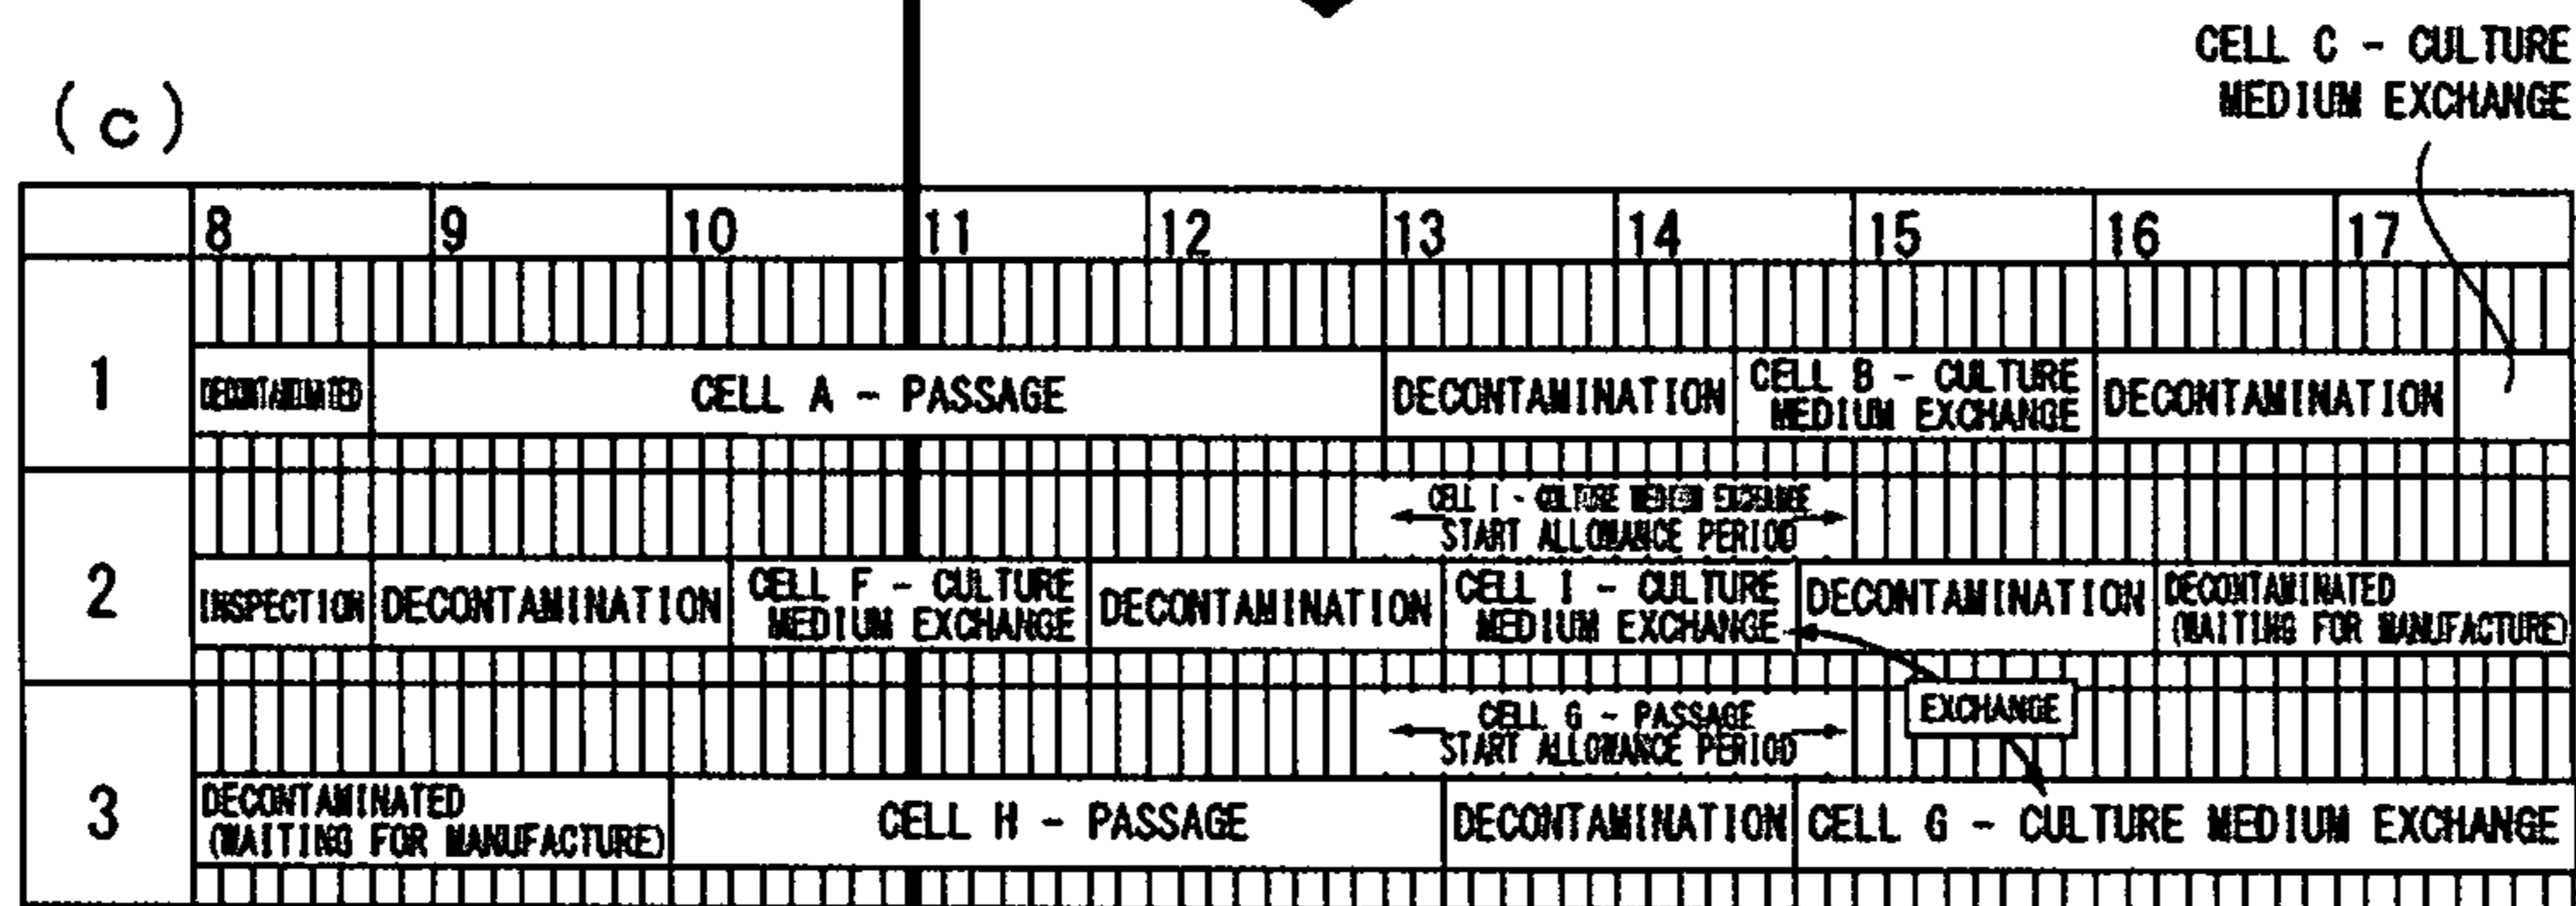 CELL C - CULTURE
MEDIUM EXCHANGE
(c)
8 9 10 11 12 13 14 15 16 17
1
DECONTAMINATED
CELL A - PASSAGE
DECONTAMINATION
CELL B - CULTURE
MEDIUM EXCHANGE
DECONTAMINATION
2
CELL I - CULTURE MEDIUM EXCHANGE
START ALLOWANCE PERIOD
INSPECTION
DECONTAMINATION
CELL F - CULTURE
MEDIUM EXCHANGE
DECONTAMINATION
CELL I - CULTURE
MEDIUM EXCHANGE
DECONTAMINATION
DECONTAMINATED
(WAITING FOR MANUFACTURE)
EXCHANGE
3
CELL G - PASSAGE
START ALLOWANCE PERIOD
DECONTAMINATED
(WAITING FOR MANUFACTURE)
CELL H - PASSAGE
DECONTAMINATION
CELL G - CULTURE MEDIUM EXCHANGE